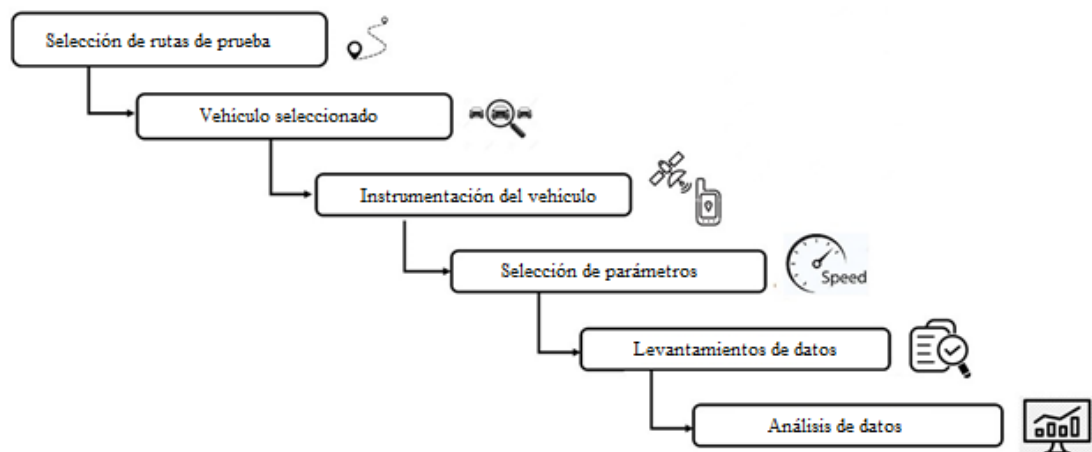 Selección de rutas de prueba
Vehiculo seleccionado
Instrumentación del vehículo
Selección de parámetros
Speed
Levantamientos de datos
Análisis de datos